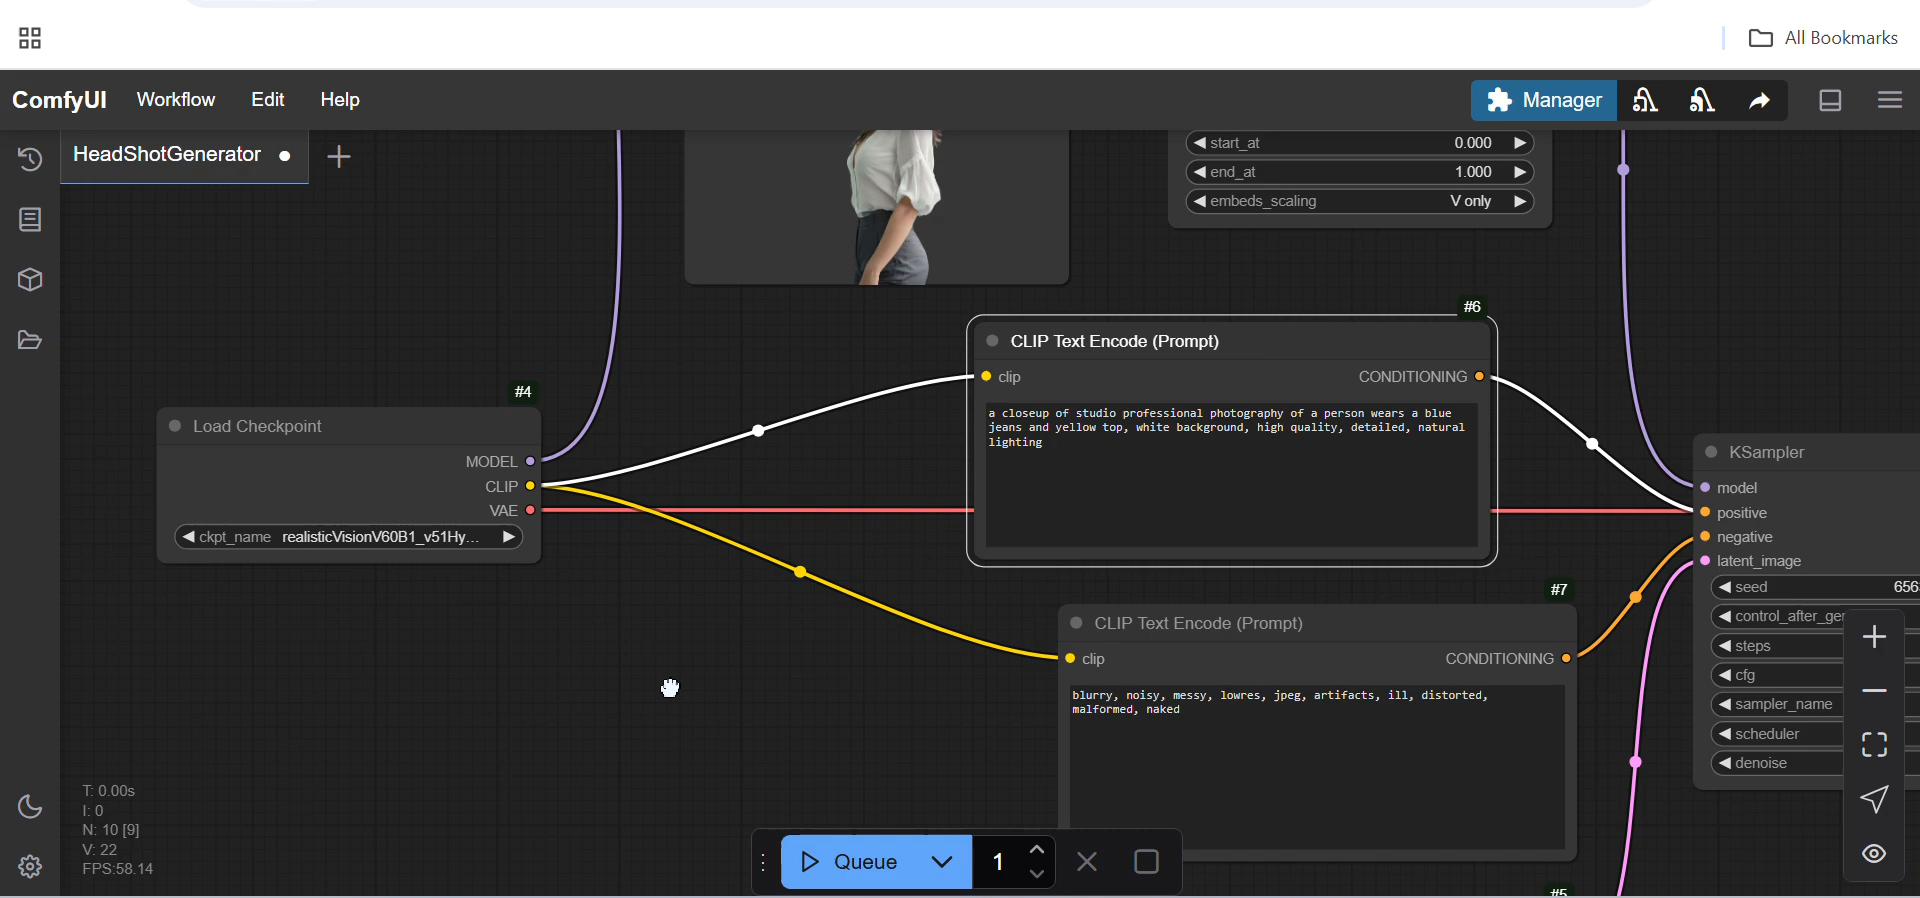 All Bookmarks
ComfyUI Workflow Edit Help Manager
HeadShotGenerator
start_at 0.000
end_at 1.000
embeds_scaling V only
#6
CLIP Text Encode (Prompt)
clip CONDITIONING
a closeup of studio professional photography of a person wears a blue
jeans and yellow top, white background, high quality, detailed, natural
lighting
#4
Load Checkpoint
MODEL
CLIP
VAE
ckpt_name realisticVisionV60B1_v51Hy...
KSampler
model
positive
negative
latent_image
seed 656
control_after_ger
steps
cfg
sampler_name
scheduler
denoise
#7
CLIP Text Encode (Prompt)
clip CONDITIONING
blurry, noisy, messy, lowres, jpeg, artifacts, ill, distorted,
malformed, naked
T: 0.00s
I: 0
N: 10 [9]
V: 22
FPS:58.14
Queue 1
#5